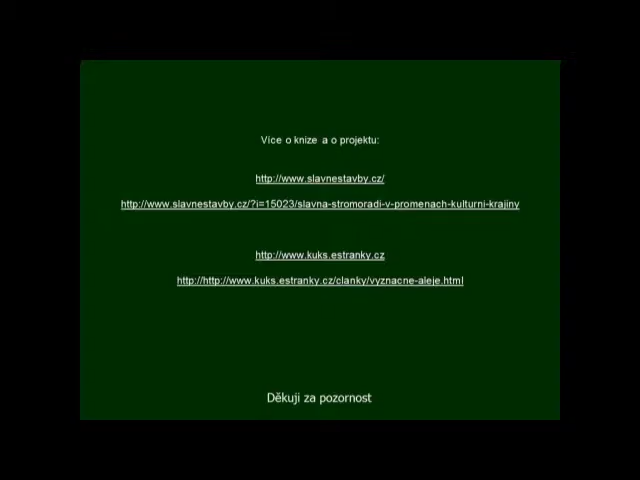 Více o knize a o projektu:
http://www.slavnestavby.cz/
http://www.slavnestavby.cz/?i=15023/slavna-stromoradi-v-promenach-kulturni-krajiny
http://www.kuks.estranky.cz
http://http://www.kuks.estranky.cz/clanky/vyznacne-aleje.html
Děkuji za pozornost